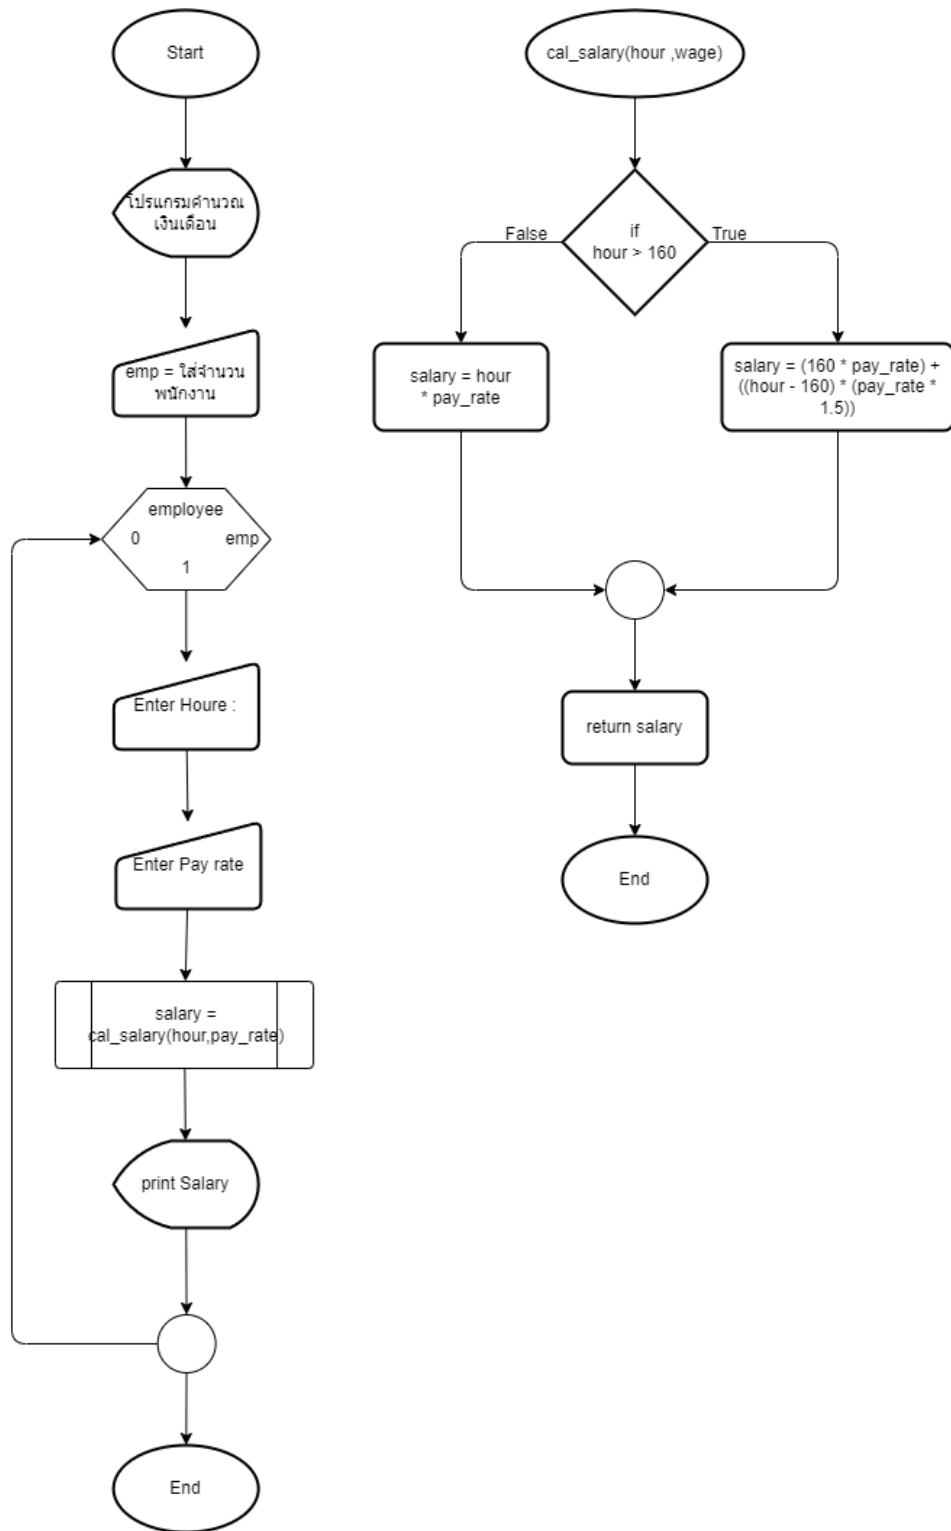 Start
โปรแกรมคำนวณ
เงินเดือน
emp = ใส่จำนวน
พนักงาน
employee
0 emp
1
Enter Houre :
Enter Pay rate
salary =
cal_salary(hour,pay_rate)
print Salary
End
cal_salary(hour ,wage)
if
hour > 160
False
True
salary = hour
* pay_rate
salary = (160 * pay_rate) +
((hour - 160) * (pay_rate *
1.5))
return salary
End